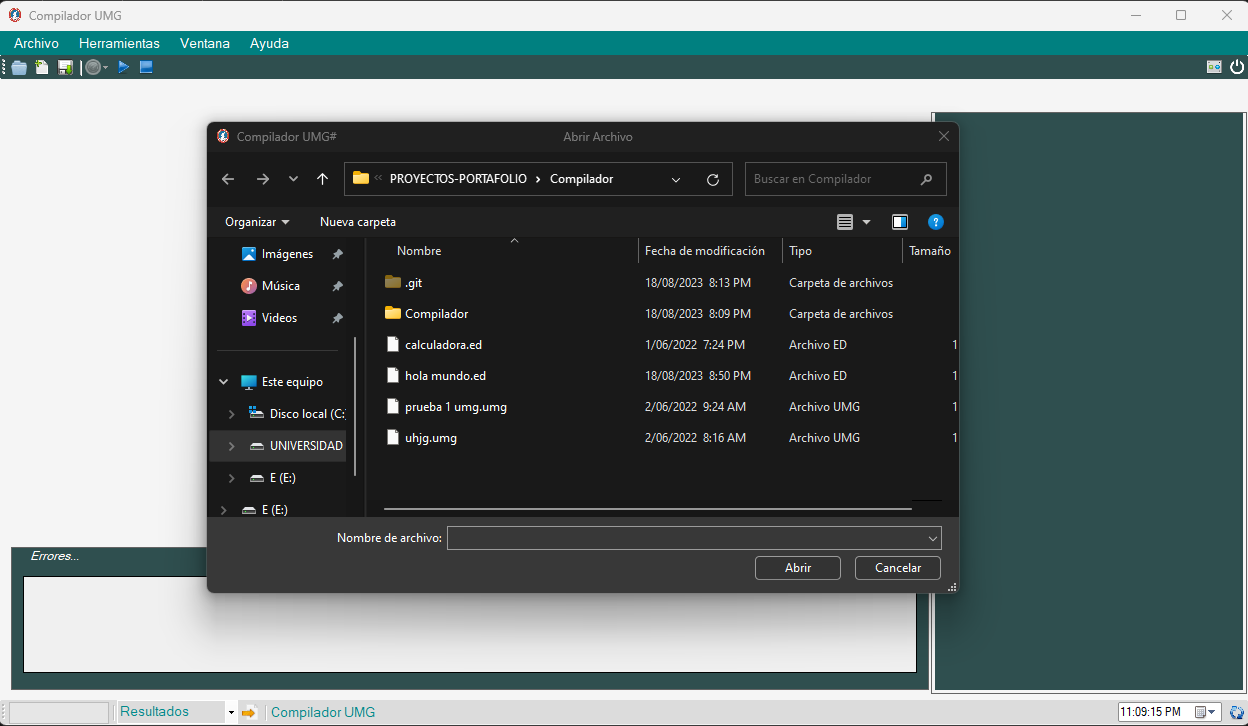 Compilador UMG
Archivo Herramientas Ventana Ayuda
Compilador UMG# Abrir Archivo
« PROYECTOS-PORTAFOLIO › Compilador
Buscar en Compilador
Organizar Nueva carpeta
Nombre Fecha de modificación Tipo Tamaño
Imágenes
Música
Videos
Este equipo
Disco local (C:
UNIVERSIDAD
E (E:)
E (E:)
.git 18/08/2023 8:13 PM Carpeta de archivos
Compilador 18/08/2023 8:09 PM Carpeta de archivos
calculadora.ed 1/06/2022 7:24 PM Archivo ED 1
hola mundo.ed 18/08/2023 8:50 PM Archivo ED 1
prueba 1 umg.umg 2/06/2022 9:24 AM Archivo UMG 1
uhjg.umg 2/06/2022 8:16 AM Archivo UMG 1
Nombre de archivo:
Abrir Cancelar
Errores...
Resultados Compilador UMG 11:09:15 PM